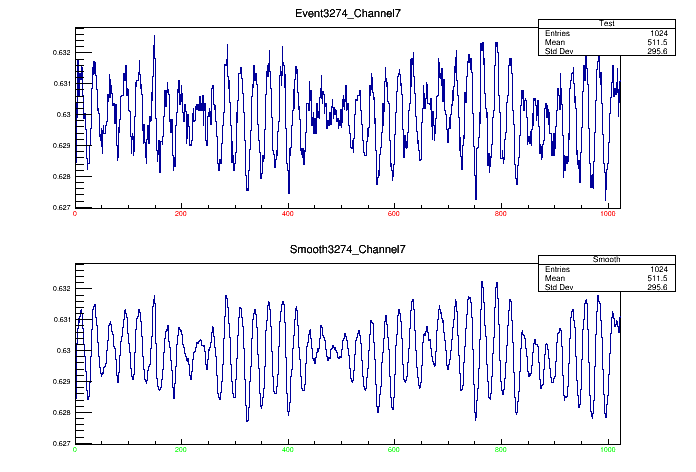 Event3274_Channel7
Test
Entries 1024
Mean 511.5
Std Dev 295.6
0.632
0.631
0.63
0.629
0.628
0.627
0 200 400 600 800 1000
Smooth3274_Channel7
Smooth
Entries 1024
Mean 511.5
Std Dev 295.6
0.632
0.631
0.63
0.629
0.628
0.627
0 200 400 600 800 1000